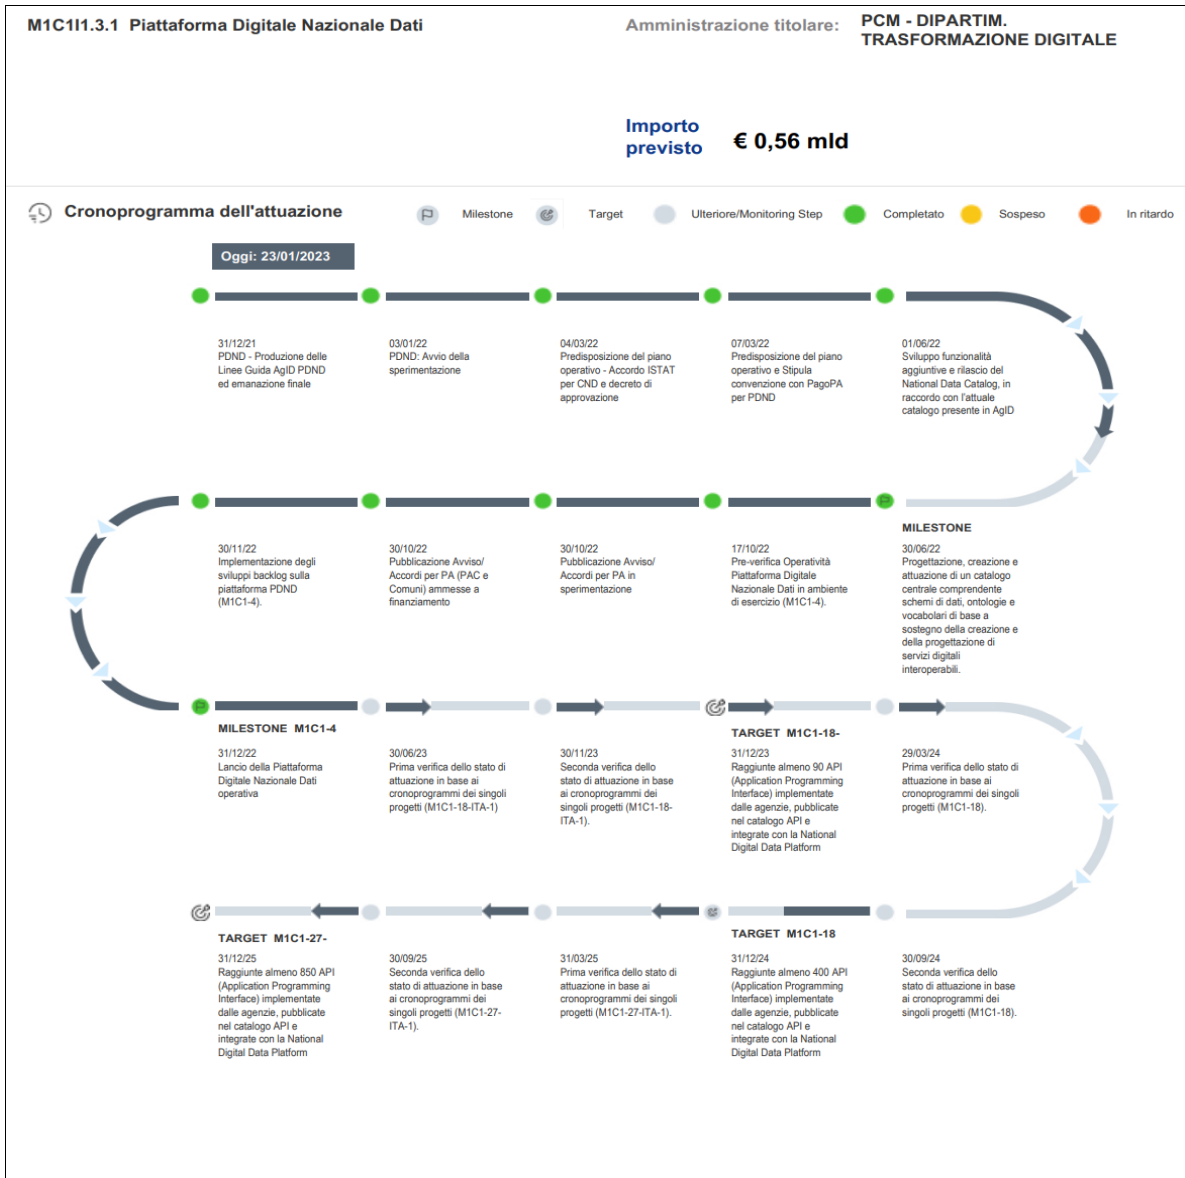 M1C1I1.3.1 Piattaforma Digitale Nazionale Dati
Amministrazione titolare:
PCM - DIPARTIM.
TRASFORMAZIONE DIGITALE
Importo
previsto
€ 0,56 mld
Cronoprogramma dell'attuazione
Milestone
Target
Ulteriore/Monitoring Step
Completato
Sospeso
In ritardo
Oggi: 23/01/2023
31/12/21
PDND - Produzione delle
Linee Guida AgID PDND
ed emanazione finale
03/01/22
PDND: Avvio della
sperimentazione
04/03/22
Predisposizione del piano
operativo - Accordo ISTAT
per CND e decreto di
approvazione
07/03/22
Predisposizione del piano
operativo e Stipula
convenzione con PagoPA
per PDND
01/06/22
Sviluppo funzionalità
aggiuntive e rilascio del
National Data Catalog, in
raccordo con l'attuale
catalogo presente in AgID
30/11/22
Implementazione degli
sviluppi backlog sulla
piattaforma PDND
(M1C1-4).
30/10/22
Pubblicazione Avviso/
Accordi per PA (PAC e
Comuni) ammesse a
finanziamento
30/10/22
Pubblicazione Avviso/
Accordi per PA in
sperimentazione
17/10/22
Pre-verifica Operatività
Piattaforma Digitale
Nazionale Dati in ambiente
di esercizio (M1C1-4).
MILESTONE
30/06/22
Progettazione, creazione e
attuazione di un catalogo
centrale comprendente
schemi di dati, ontologie e
vocabolari di base a
sostegno della creazione e
della progettazione di
servizi digitali
interoperabili.
MILESTONE M1C1-4
31/12/22
Lancio della Piattaforma
Digitale Nazionale Dati
operativa
30/06/23
Prima verifica dello stato di
attuazione in base ai
cronoprogrammi dei singoli
progetti (M1C1-18-ITA-1)
30/11/23
Seconda verifica dello
stato di attuazione in base
ai cronoprogrammi dei
singoli progetti (M1C1-18-
ITA-1).
TARGET M1C1-18-
31/12/23
Raggiunte almeno 90 API
(Application Programming
Interface) implementate
dalle agenzie, pubblicate
nel catalogo API e
integrate con la National
Digital Data Platform
29/03/24
Prima verifica dello stato di
attuazione in base ai
cronoprogrammi dei singoli
progetti (M1C1-18).
TARGET M1C1-27-
31/12/25
Raggiunte almeno 850 API
(Application Programming
Interface) implementate
dalle agenzie, pubblicate
nel catalogo API e
integrate con la National
Digital Data Platform
30/09/25
Seconda verifica dello
stato di attuazione in base
ai cronoprogrammi dei
singoli progetti (M1C1-27-
ITA-1).
31/03/25
Prima verifica dello stato di
attuazione in base ai
cronoprogrammi dei singoli
progetti (M1C1-27-ITA-1).
TARGET M1C1-18
31/12/24
Raggiunte almeno 400 API
(Application Programming
Interface) implementate
dalle agenzie, pubblicate
nel catalogo API e
integrate con la National
Digital Data Platform
30/09/24
Seconda verifica dello
stato di attuazione in base
ai cronoprogrammi dei
singoli progetti (M1C1-18).